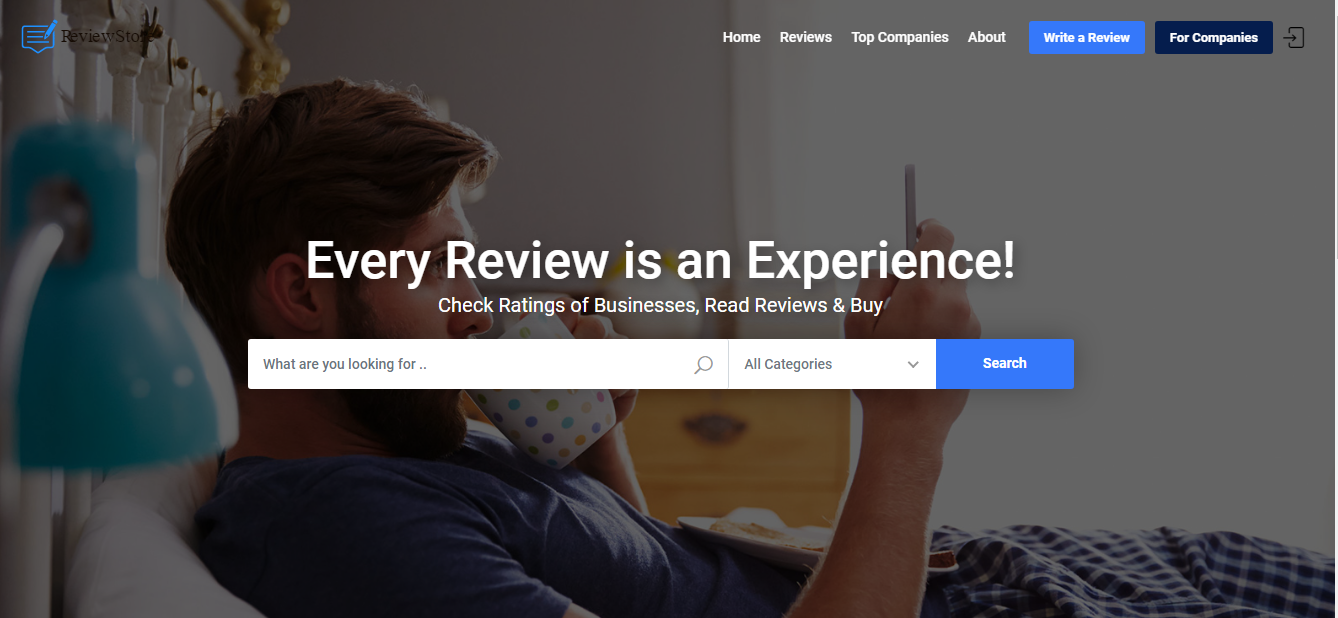 ReviewStore
Home Reviews Top Companies About Write a Review For Companies
Every Review is an Experience!
Check Ratings of Businesses, Read Reviews & Buy
What are you looking for .. All Categories Search